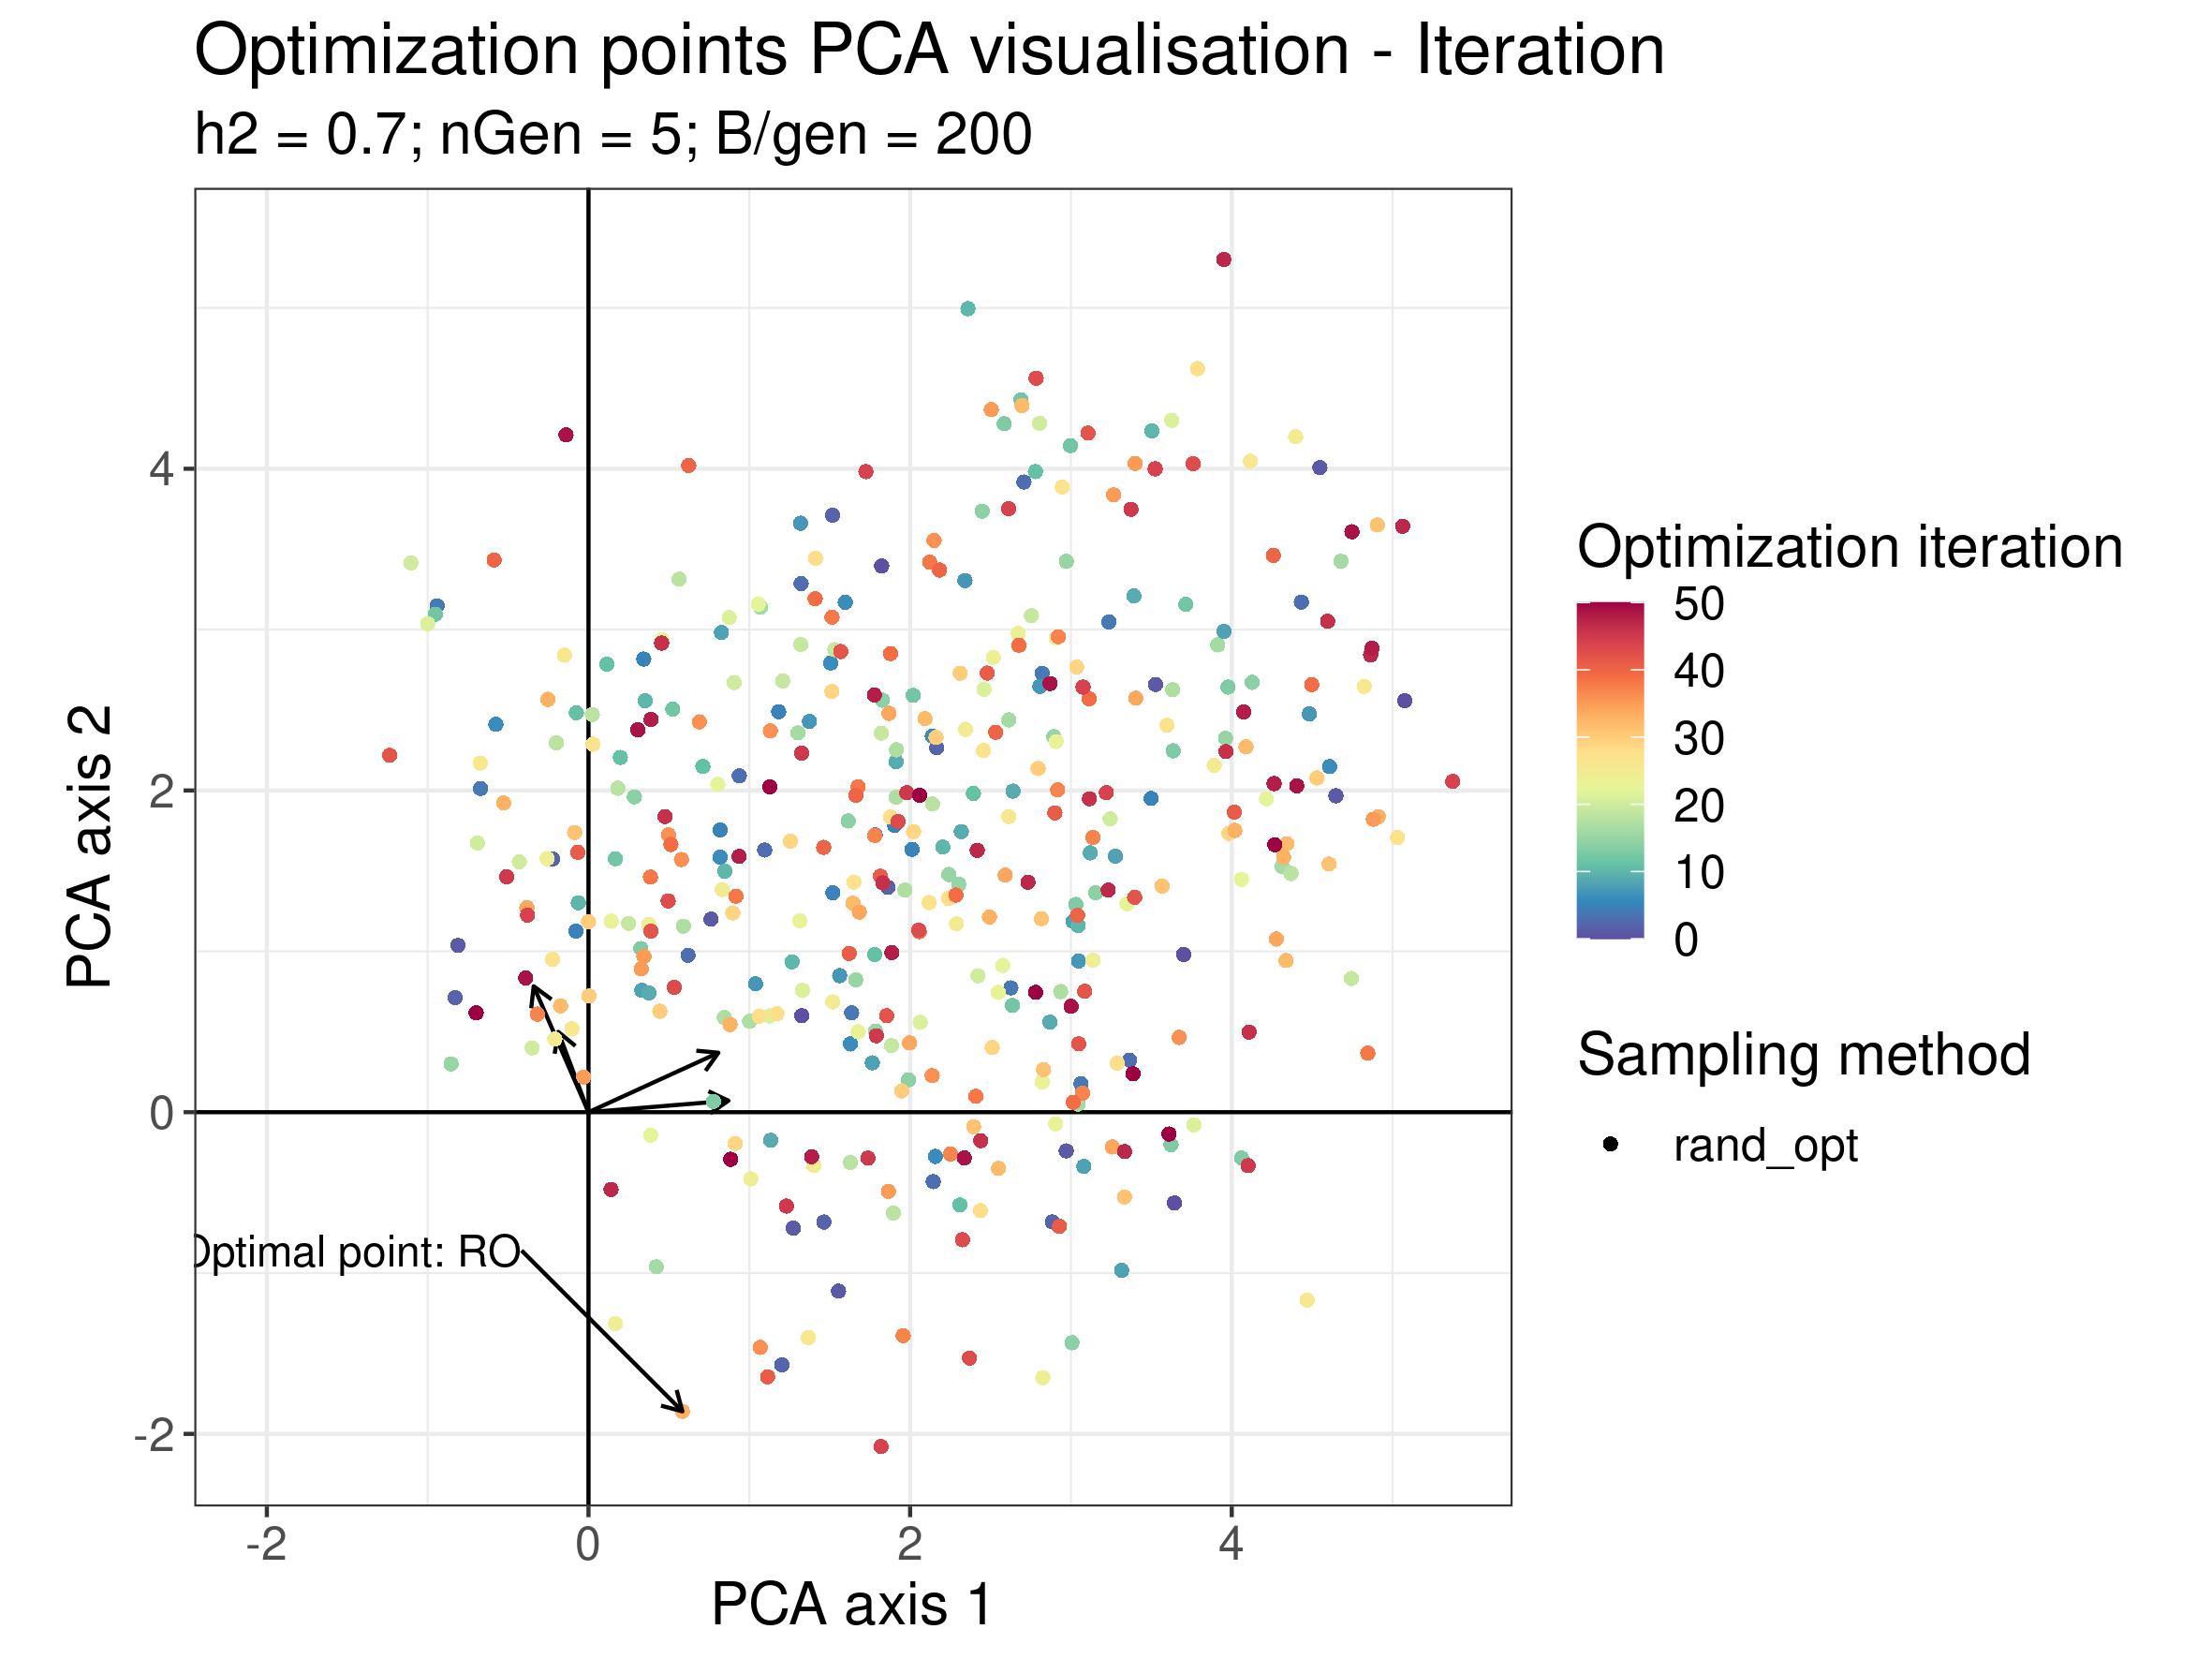 Optimization points PCA visualisation - Iteration
h2 = 0.7; nGen = 5; B/gen = 200
PCA axis 2
4
2
0
-2
Optimal point: RO
-2
0
2
4
PCA axis 1
Optimization iteration
50
40
30
20
10
0
Sampling method
rand_opt